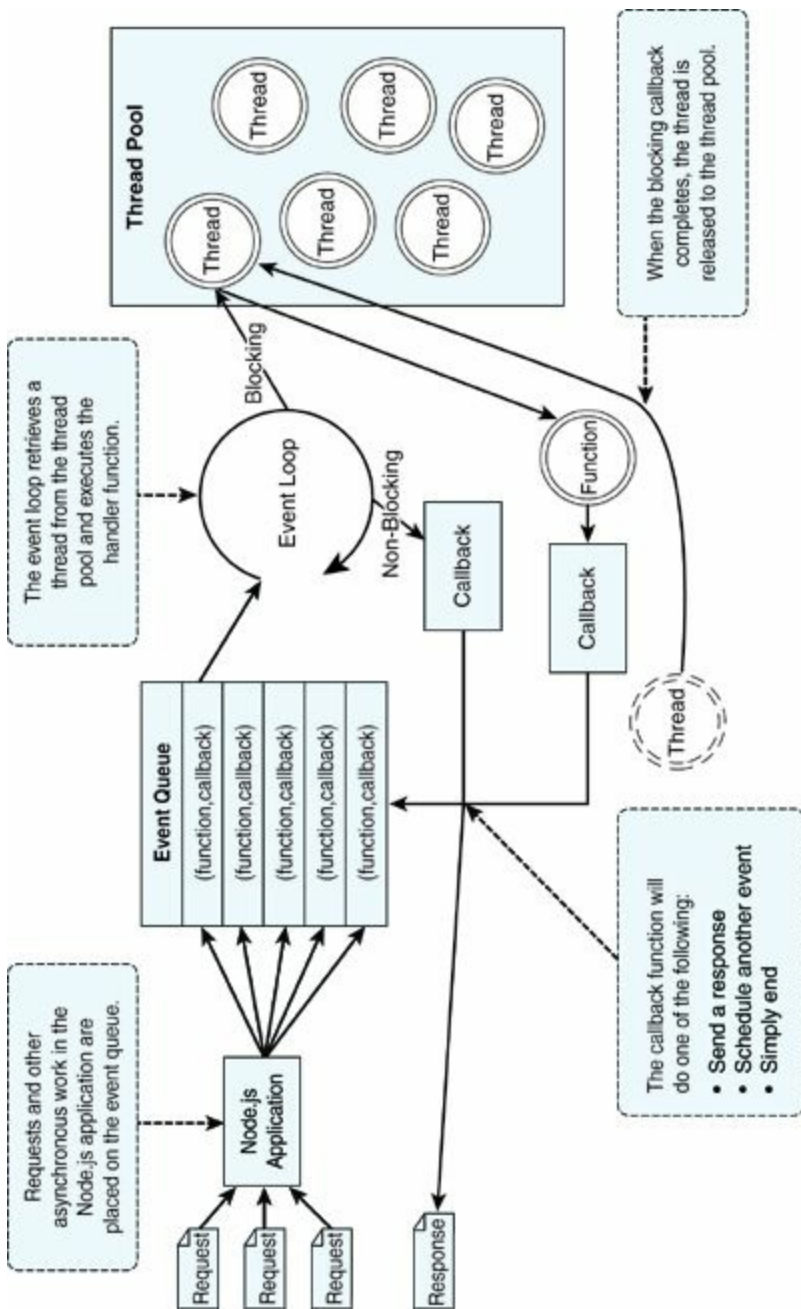 Requests and other
asynchronous work in the
Node.js application are
placed on the event queue.
The event loop retrieves a
thread from the thread
pool and executes the
handler function.
Request
Request
Request
Node.js
Application
Event Queue
(function,callback)
(function,callback)
(function,callback)
(function,callback)
(function,callback)
Event Loop
Blocking
Non-Blocking
Thread Pool
Thread
Thread
Thread
Thread
Thread
Thread
Response
Callback
Callback
Function
Thread
The callback function will
do one of the following:
• Send a response
• Schedule another event
• Simply end
When the blocking callback
completes, the thread is
released to the thread pool.